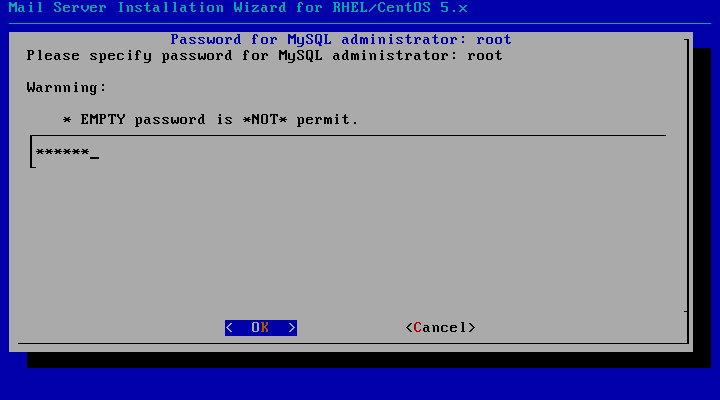 Mail Server Installation Wizard for RHEL/CentOS 5.x
Password for MySQL administrator: root
Please specify password for MySQL administrator: root
Warnning:
* EMPTY password is *NOT* permit.
******_
<  OK  > <Cancel>